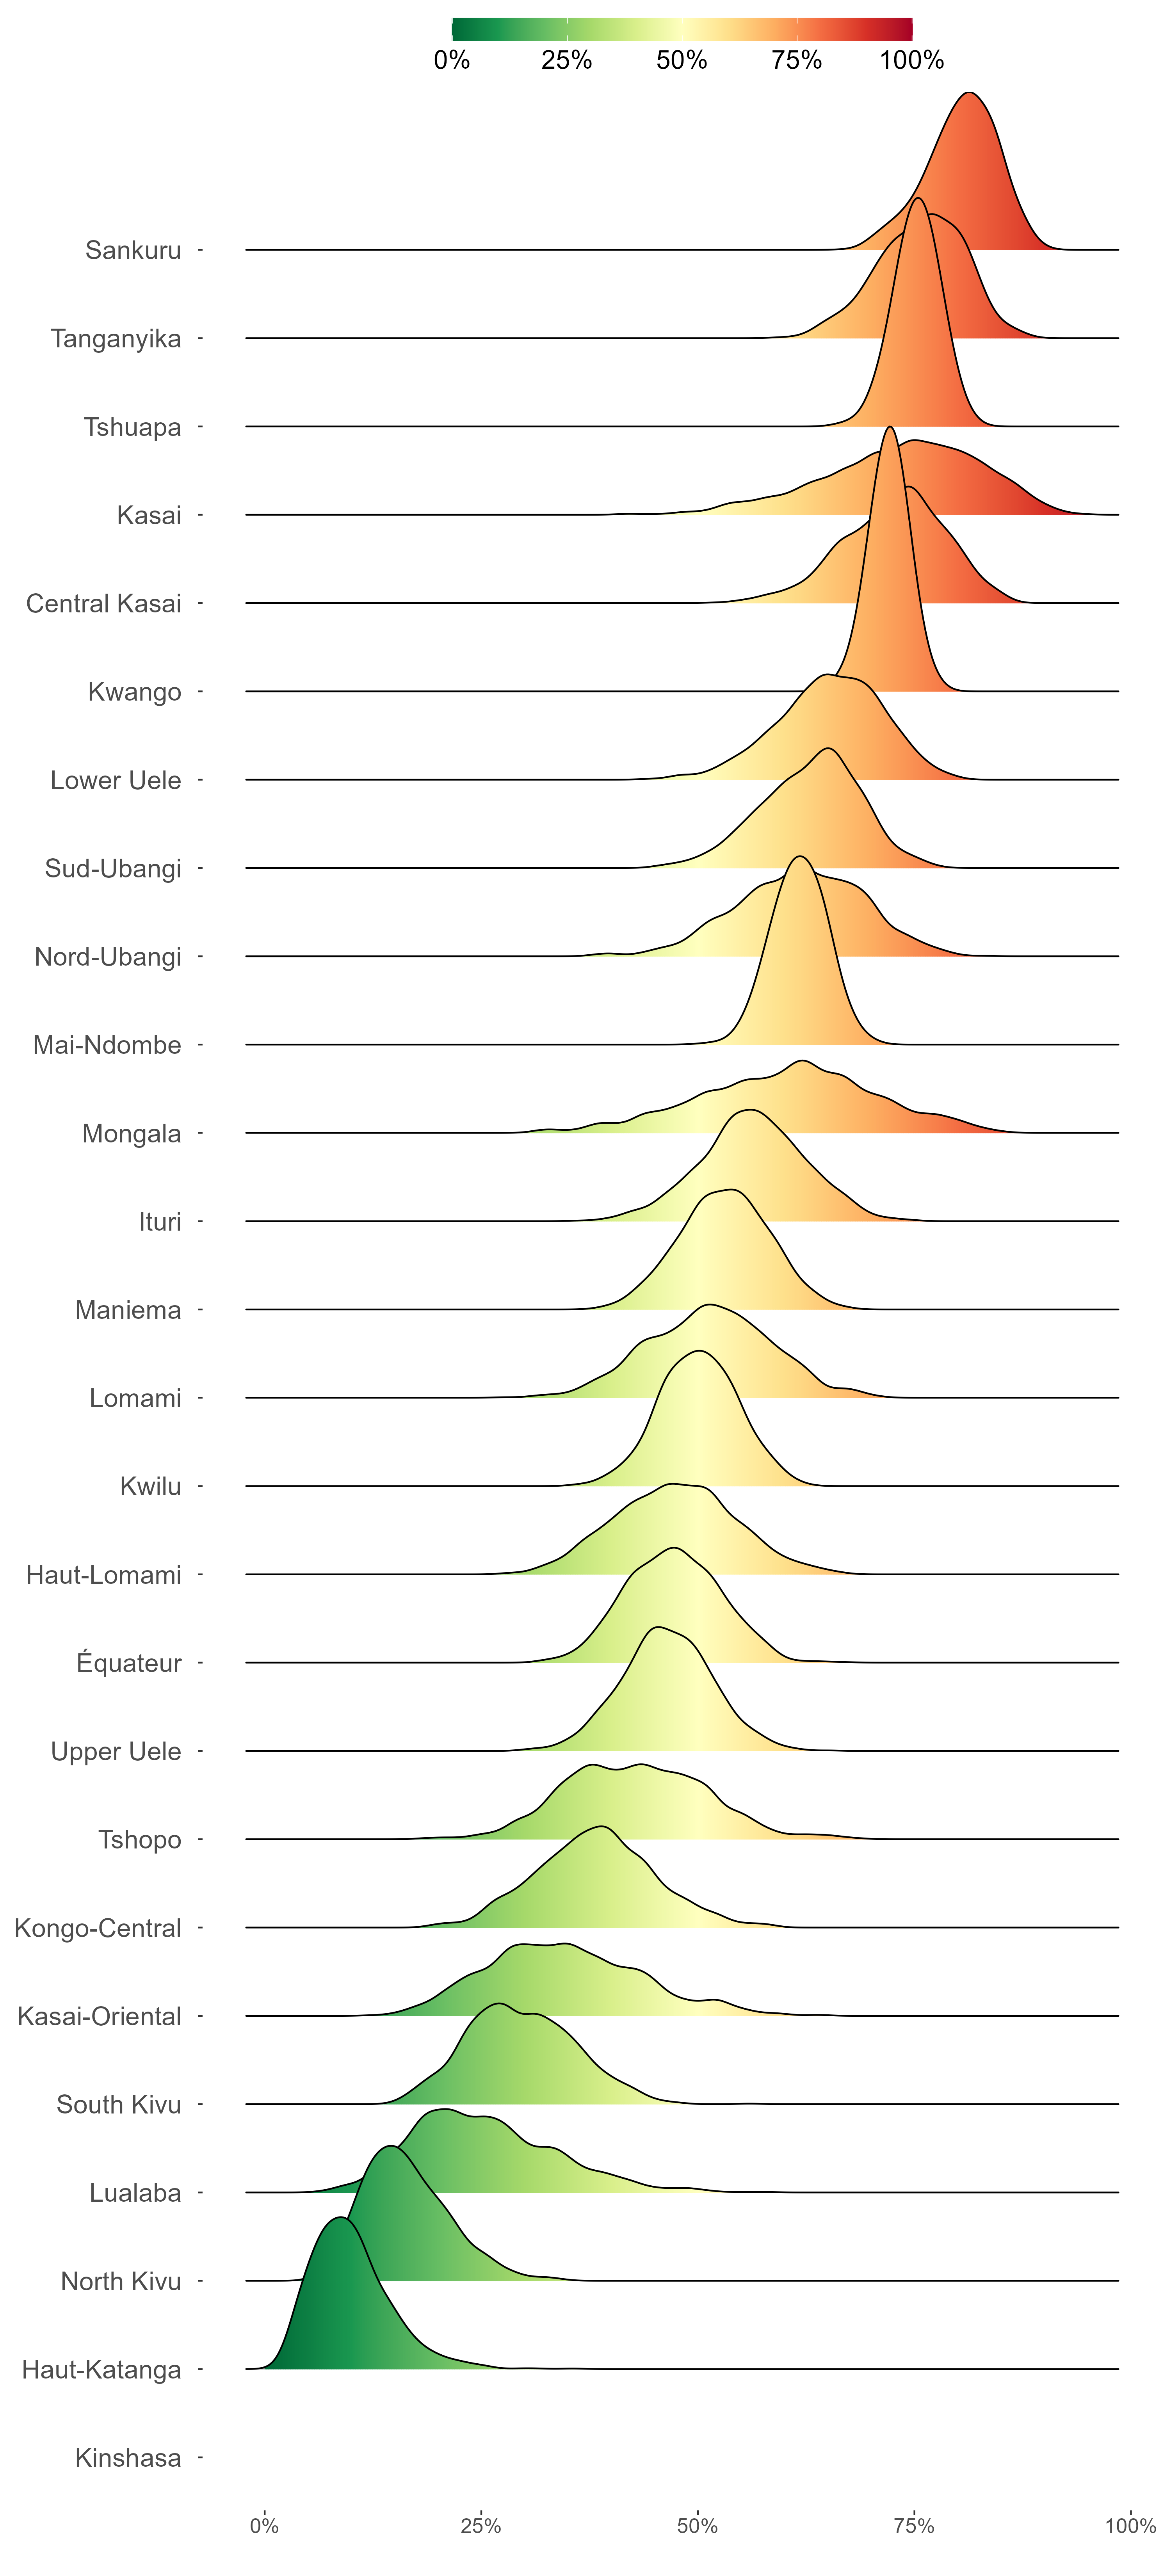 0% 25% 50% 75% 100%
Sankuru
Tanganyika
Tshuapa
Kasai
Central Kasai
Kwango
Lower Uele
Sud-Ubangi
Nord-Ubangi
Mai-Ndombe
Mongala
Ituri
Maniema
Lomami
Kwilu
Haut-Lomami
Équateur
Upper Uele
Tshopo
Kongo-Central
Kasai-Oriental
South Kivu
Lualaba
North Kivu
Haut-Katanga
Kinshasa
0% 25% 50% 75% 100%